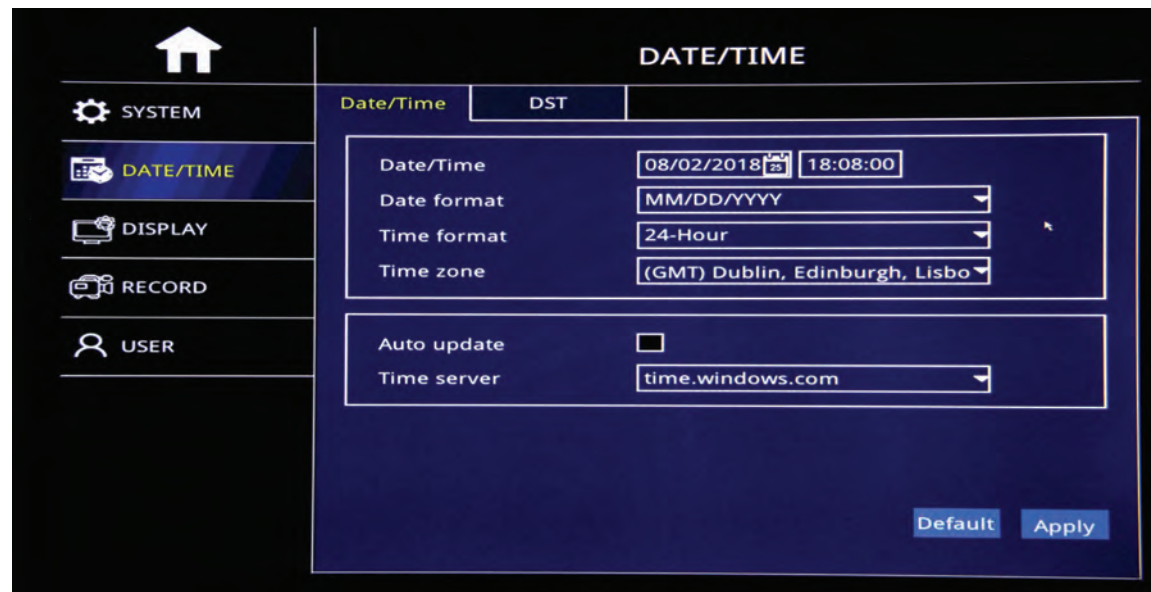 DATE/TIME
SYSTEM
DATE/TIME
DISPLAY
RECORD
USER
Date/Time DST
Date/Time 08/02/2018 25 18:08:00
Date format MM/DD/YYYY
Time format 24-Hour
Time zone (GMT) Dublin, Edinburgh, Lisbo
Auto update
Time server time.windows.com
Default Apply